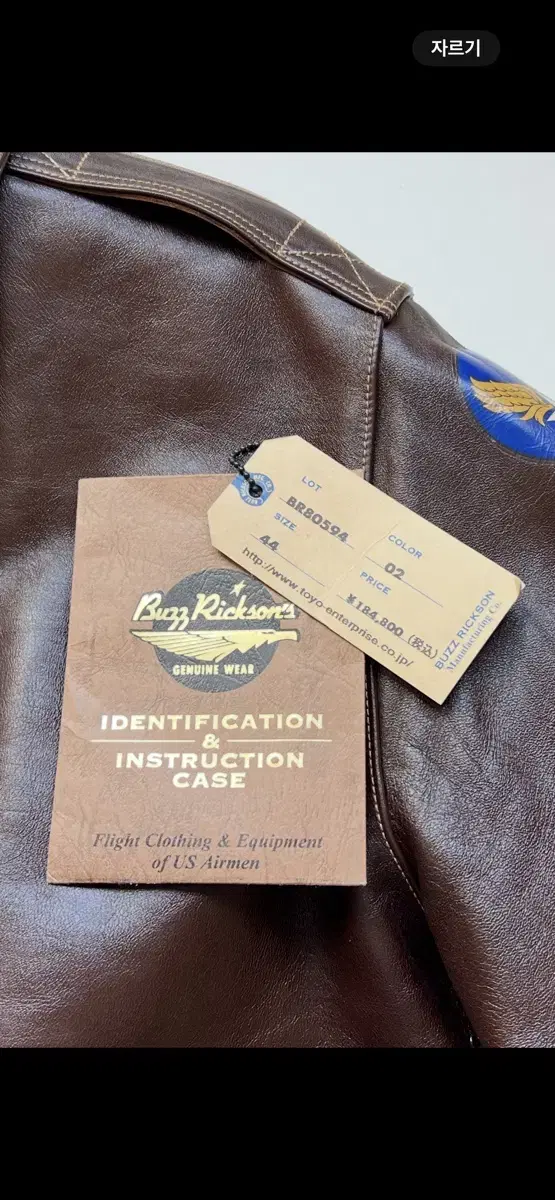 자르기
LOT
BR80594
COLOR
02
SIZE
44
PRICE
¥184,800 (税込)
http://www.toyo-enterprise.co.jp/
BUZZ RICKSON
Manufacturing Co.
Buzz Rickson's
GENUINE WEAR
IDENTIFICATION
&
INSTRUCTION
CASE
Flight Clothing & Equipment
of US Airmen